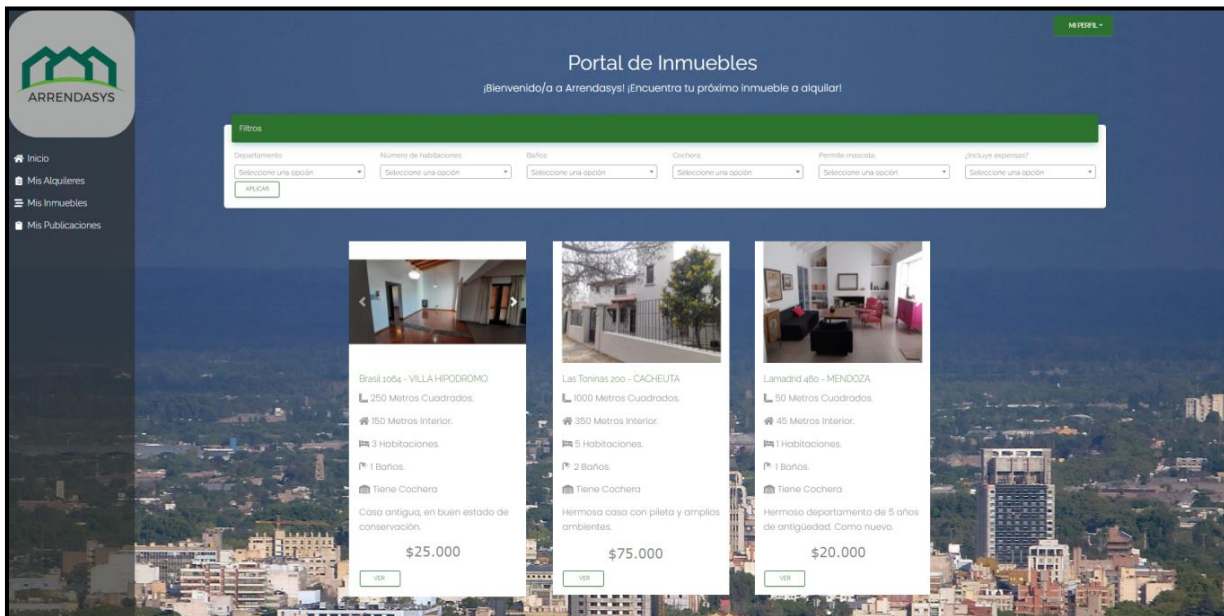 MI PERFIL
ARRENDASYS
Inicio
Mis Alquileres
Mis Inmuebles
Mis Publicaciones
Portal de Inmuebles
¡Bienvenido/a a Arrendasys! ¡Encuentra tu próximo inmueble a alquilar!
Filtros
Departamento Número de habitaciones Baños Cochera Permite mascota ¿Incluye expensas?
Seleccione una opción Seleccione una opción Seleccione una opción Seleccione una opción Seleccione una opción Seleccione una opción
APLICAR
Brasil 1064 - VILLA HIPODROMO
250 Metros Cuadrados.
150 Metros Interior.
3 Habitaciones.
1 Baños.
Tiene Cochera
Casa antigua, en buen estado de
conservación.
$25.000
VER
Las Toninas 200 - CACHEUTA
1000 Metros Cuadrados.
350 Metros Interior.
5 Habitaciones.
2 Baños.
Tiene Cochera
Hermosa casa con pileta y amplios
ambientes.
$75.000
VER
Lamadrid 480 - MENDOZA
50 Metros Cuadrados.
45 Metros Interior.
1 Habitaciones.
1 Baños.
Tiene Cochera
Hermoso departamento de 5 años
de antigüedad. Como nuevo.
$20.000
VER